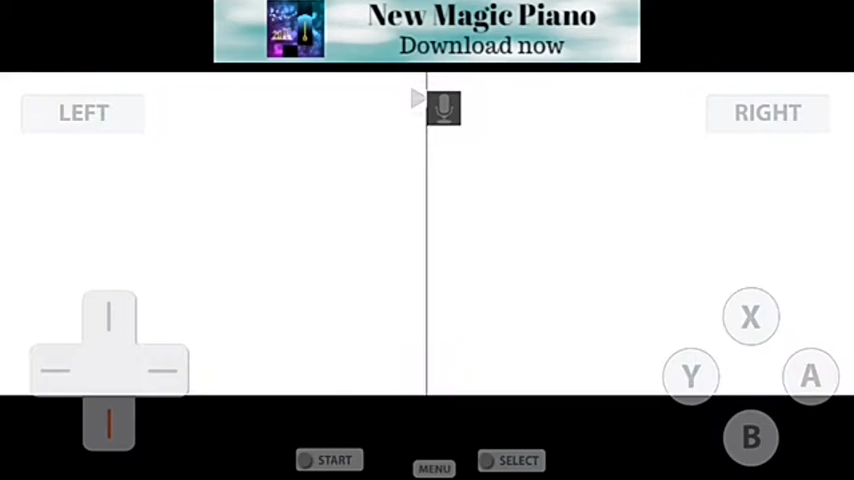 New Magic Piano
Download now
LEFT
RIGHT
X
Y
A
B
START
SELECT
MENU